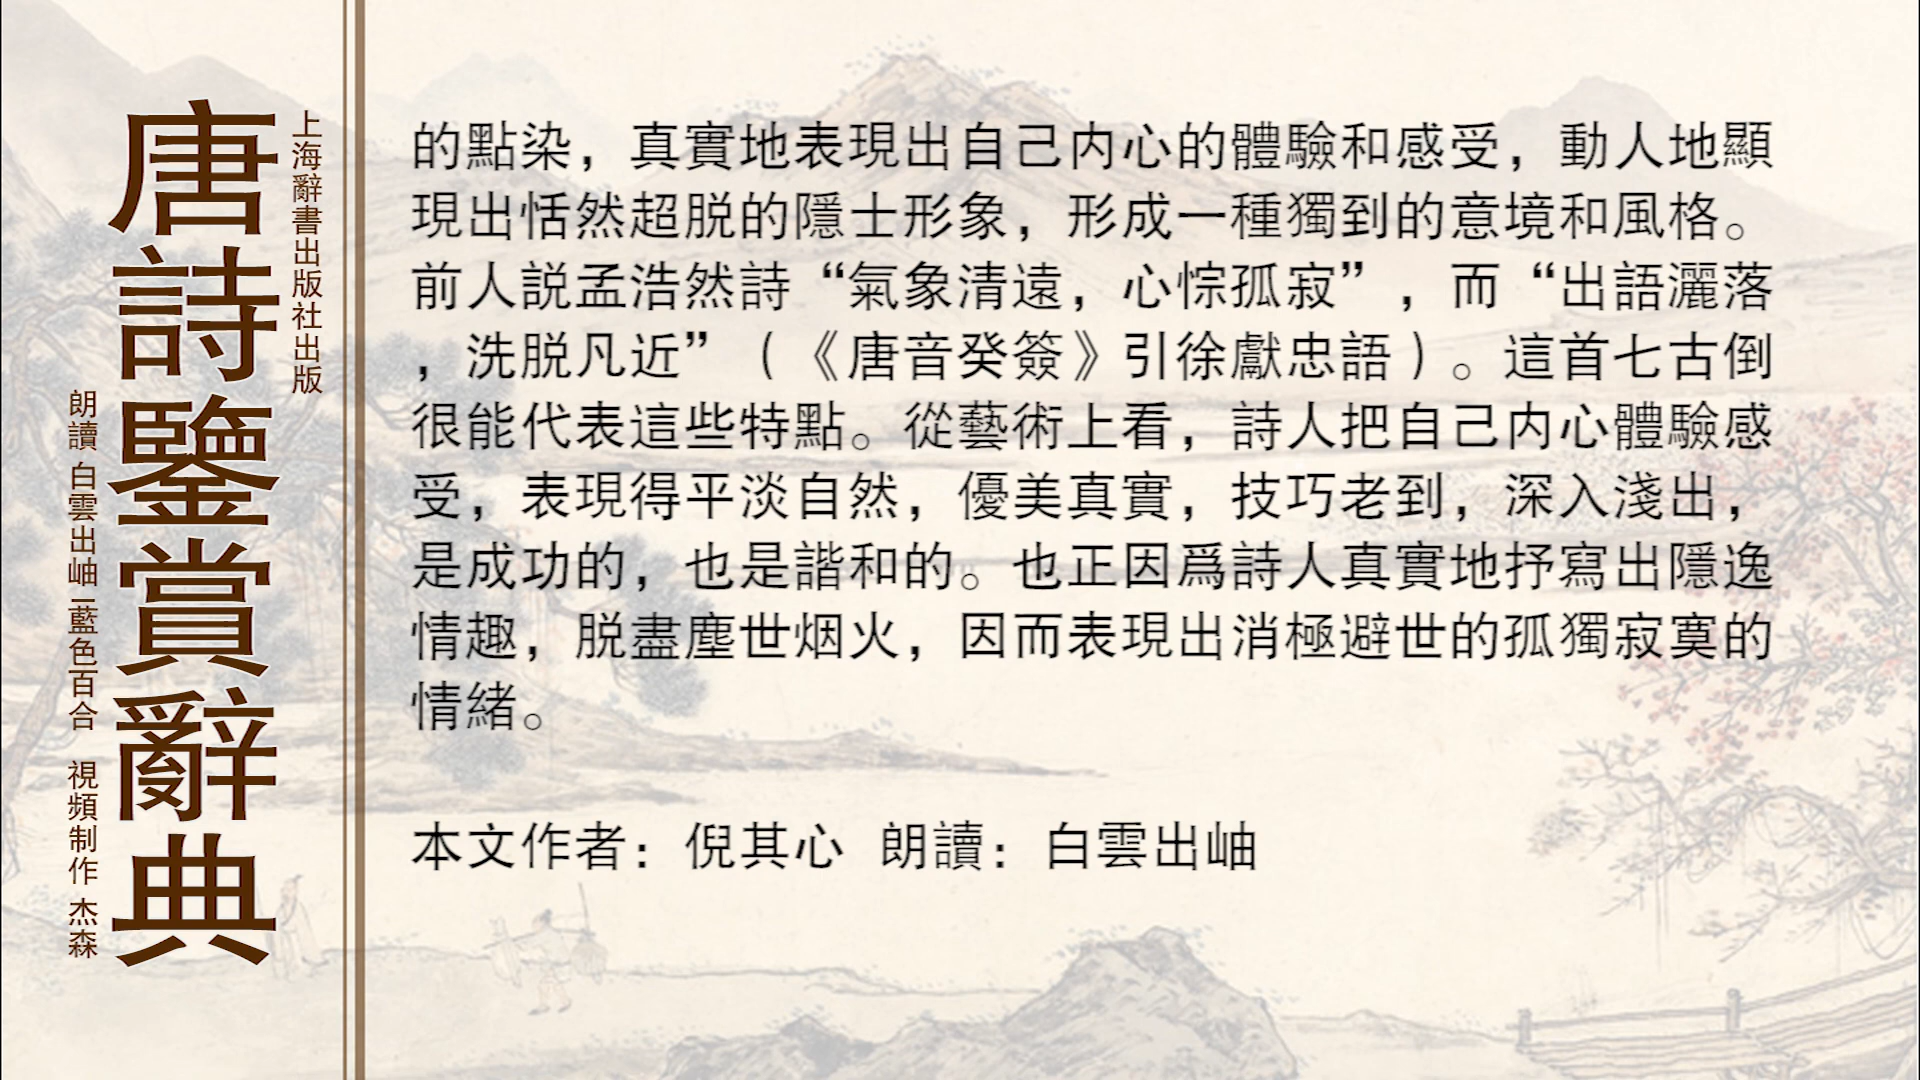 唐詩鑒賞辭典
上海辭書出版社出版
朗讀 白雲出岫 藍色百合 視頻制作 杰森
的點染，真實地表現出自己内心的體驗和感受，動人地顯
現出恬然超脱的隱士形象，形成一種獨到的意境和風格。
前人説孟浩然詩“氣象清遠，心悰孤寂”，而“出語灑落
，洗脱凡近”（《唐音癸簽》引徐獻忠語）。這首七古倒
很能代表這些特點。從藝術上看，詩人把自己内心體驗感
受，表現得平淡自然，優美真實，技巧老到，深入淺出，
是成功的，也是諧和的。也正因爲詩人真實地抒寫出隱逸
情趣，脱盡塵世烟火，因而表現出消極避世的孤獨寂寞的
情緒。
本文作者：倪其心 朗讀：白雲出岫